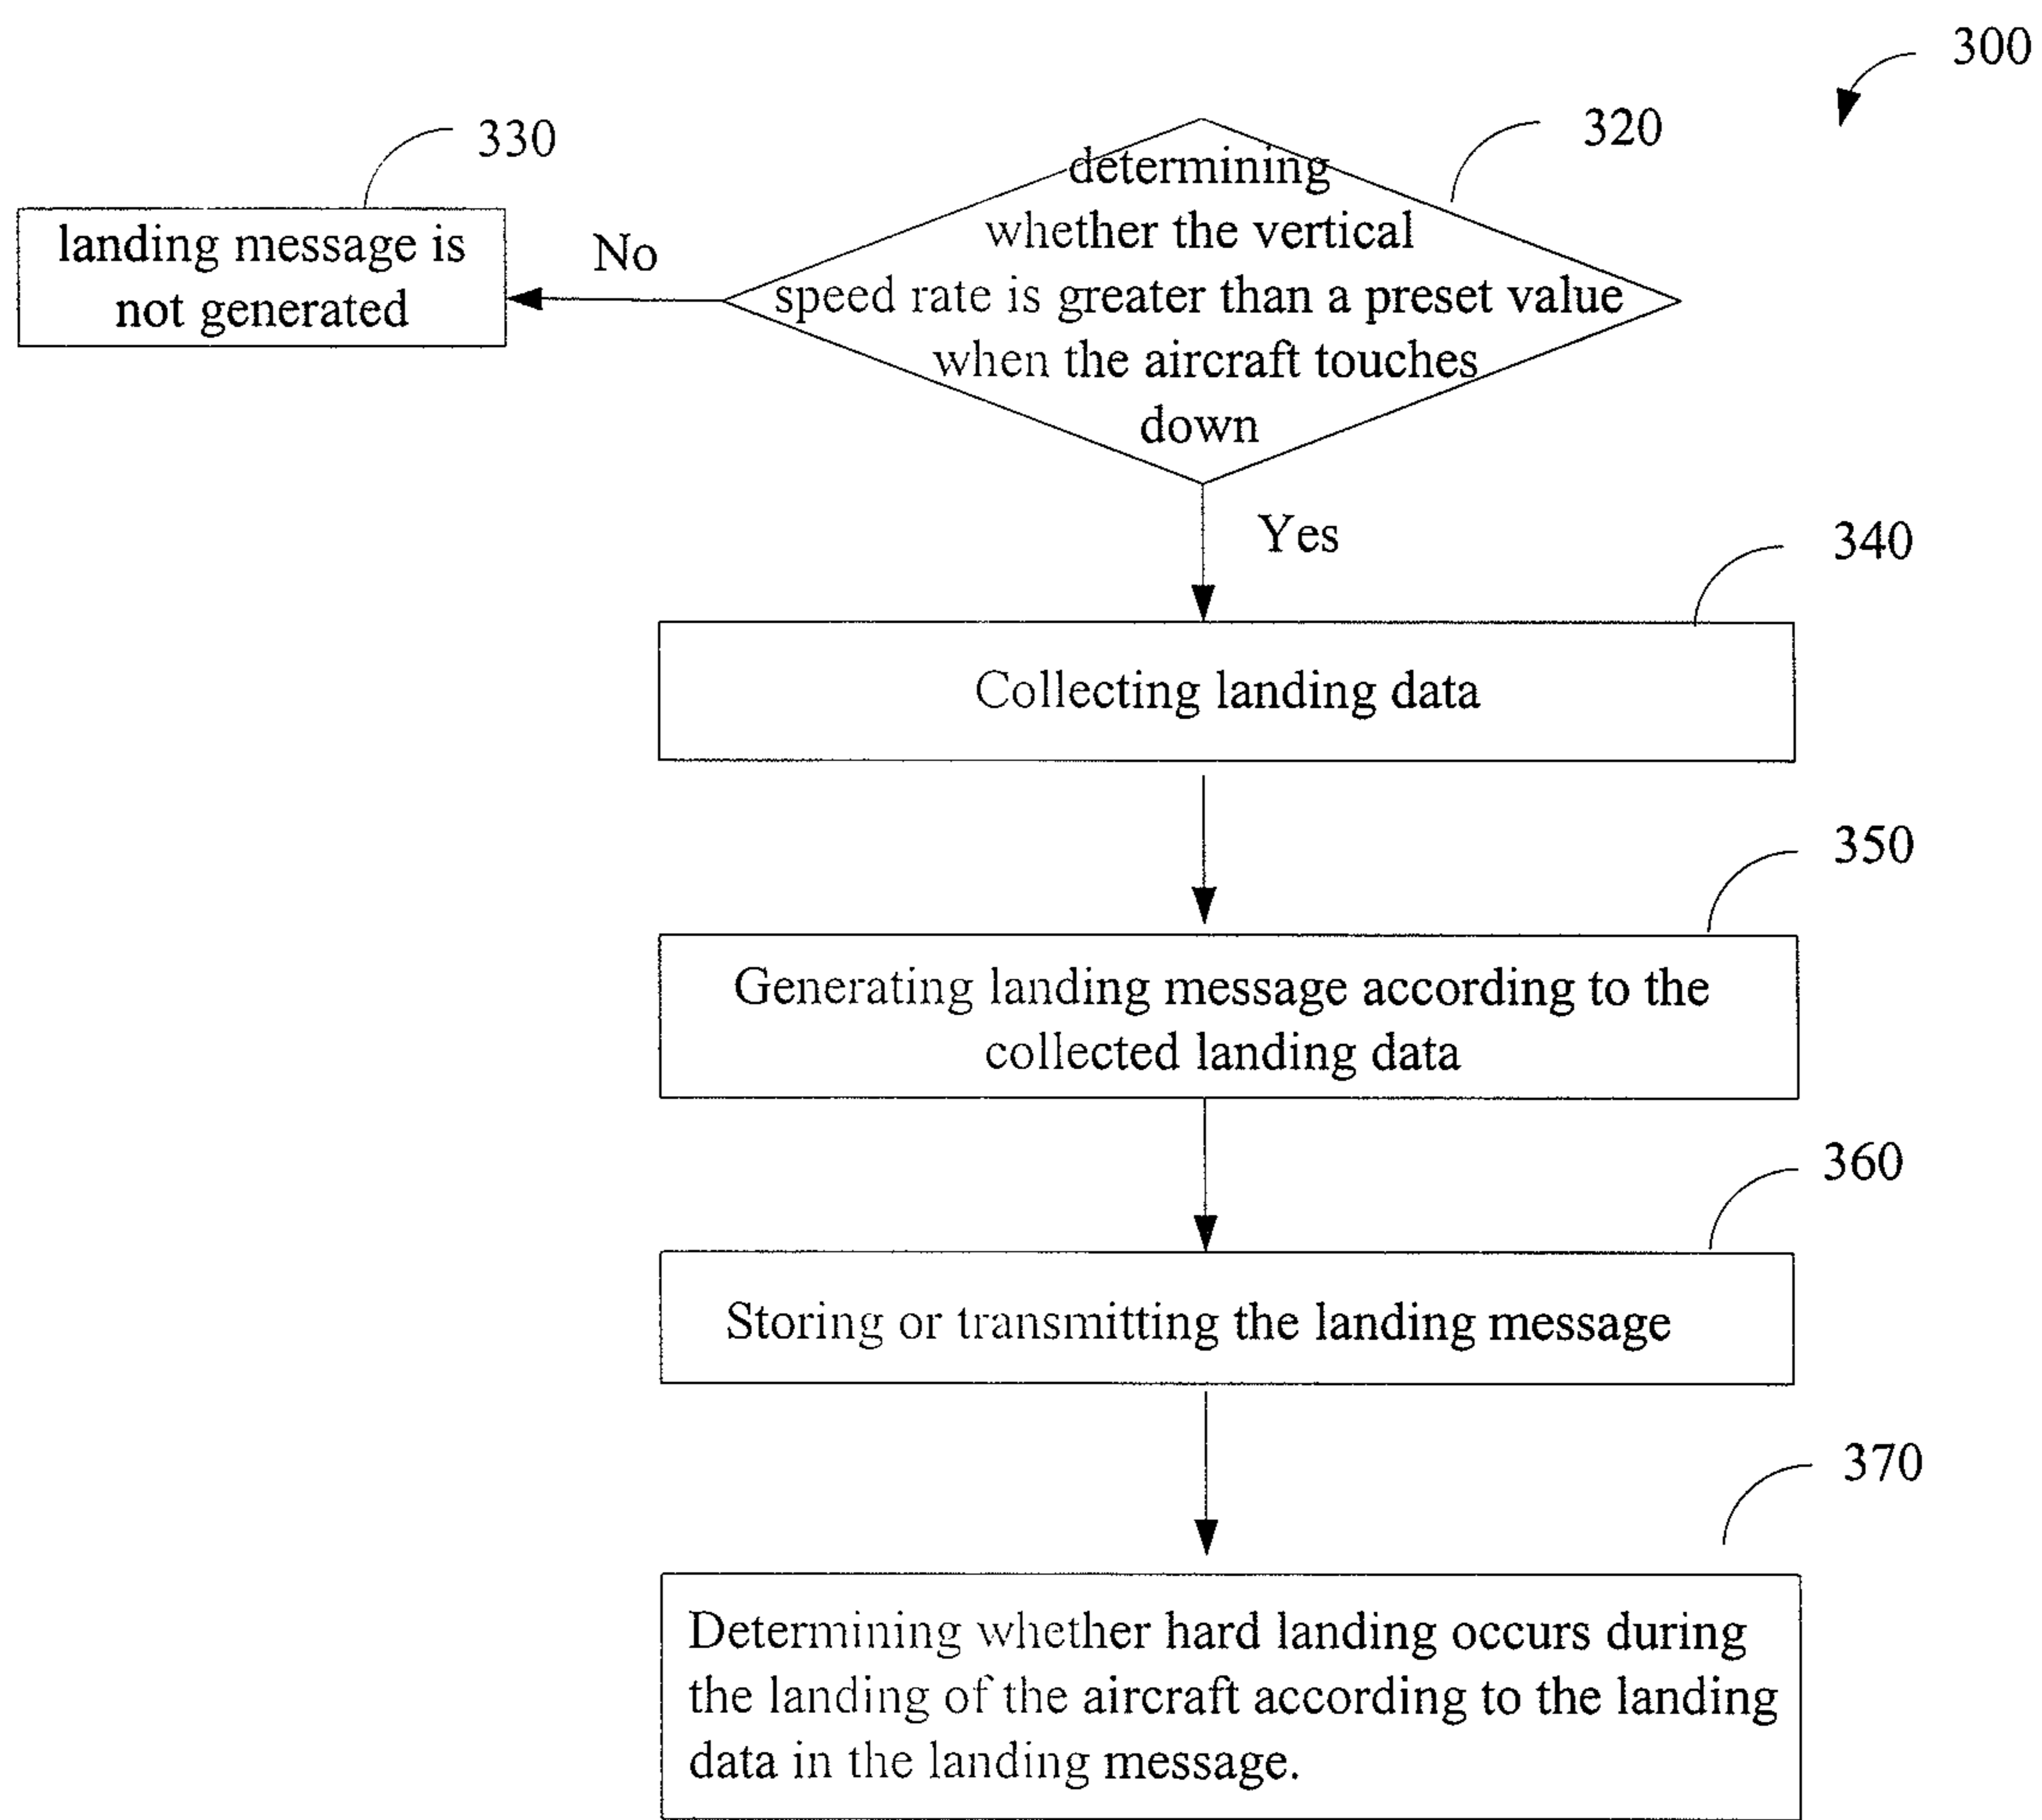 300
320
330
determining
whether the vertical
speed rate is greater than a preset value
when the aircraft touches
down
No
landing message is
not generated
Yes
340
Collecting landing data
350
Generating landing message according to the
collected landing data
360
Storing or transmitting the landing message
370
Determining whether hard landing occurs during
the landing of the aircraft according to the landing
data in the landing message.